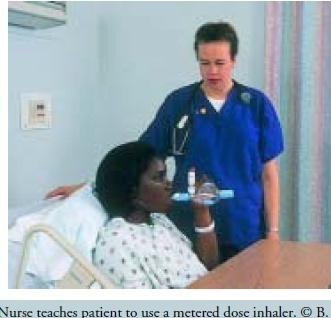 Nurse teaches patient to use a metered dose inhaler. © B.